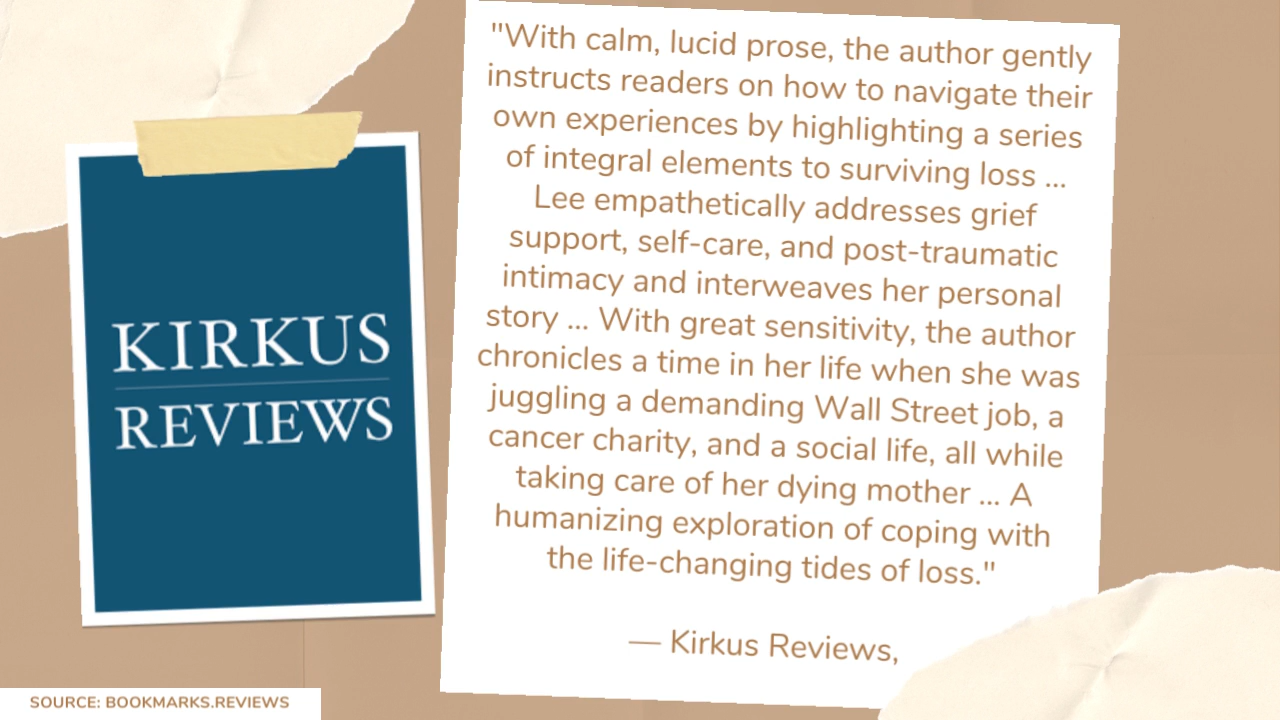 KIRKUS
REVIEWS
"With calm, lucid prose, the author gently
instructs readers on how to navigate their
own experiences by highlighting a series
of integral elements to surviving loss ...
Lee empathetically addresses grief
support, self-care, and post-traumatic
intimacy and interweaves her personal
story ... With great sensitivity, the author
chronicles a time in her life when she was
juggling a demanding Wall Street job, a
cancer charity, and a social life, all while
taking care of her dying mother ... A
humanizing exploration of coping with
the life-changing tides of loss."
— Kirkus Reviews,
SOURCE: BOOKMARKS.REVIEWS